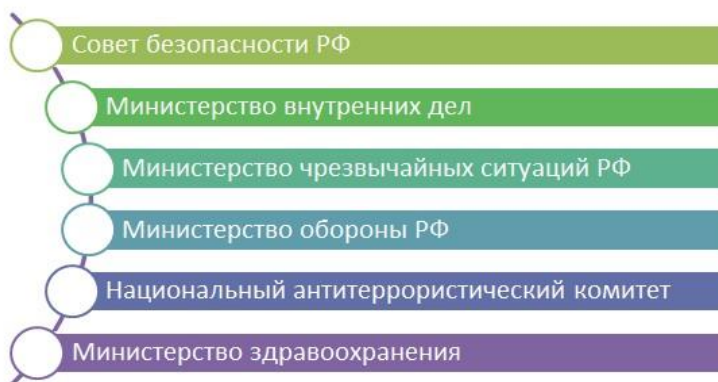 Совет безопасности РФ
Министерство внутренних дел
Министерство чрезвычайных ситуаций РФ
Министерство обороны РФ
Национальный антитеррористический комитет
Министерство здравоохранения